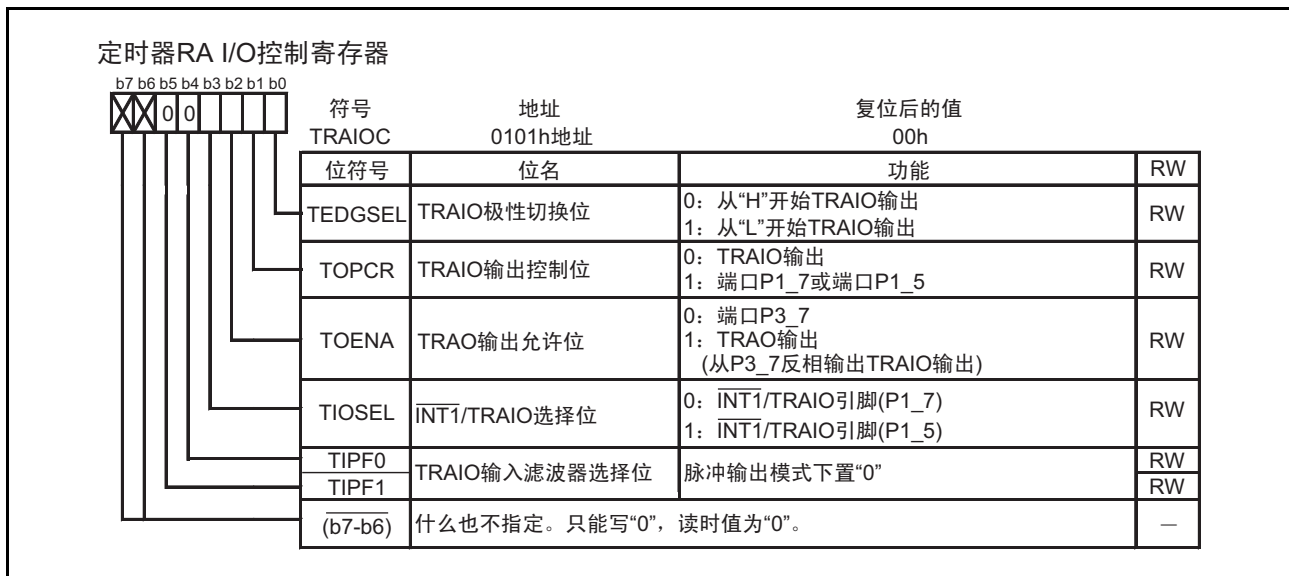 定时器RA I/O控制寄存器
b7 b6 b5 b4 b3 b2 b1 b0
0 0
符号 地址 复位后的值
TRAIOC 0101h地址 00h
位符号 位名 功能 RW
TEDGSEL TRAIO极性切换位 0：从“H”开始TRAIO输出
1：从“L”开始TRAIO输出 RW
TOPCR TRAIO输出控制位 0：TRAIO输出
1：端口P1_7或端口P1_5 RW
TOENA TRAO输出允许位 0：端口P3_7
1：TRAO输出
(从P3_7反相输出TRAIO输出) RW
TIOSEL INT1/TRAIO选择位 0：INT1/TRAIO引脚(P1_7)
1：INT1/TRAIO引脚(P1_5) RW
TIPF0 TRAIO输入滤波器选择位 脉冲输出模式下置“0” RW
TIPF1 RW
(b7-b6) 什么也不指定。只能写“0”，读时值为“0”。 —